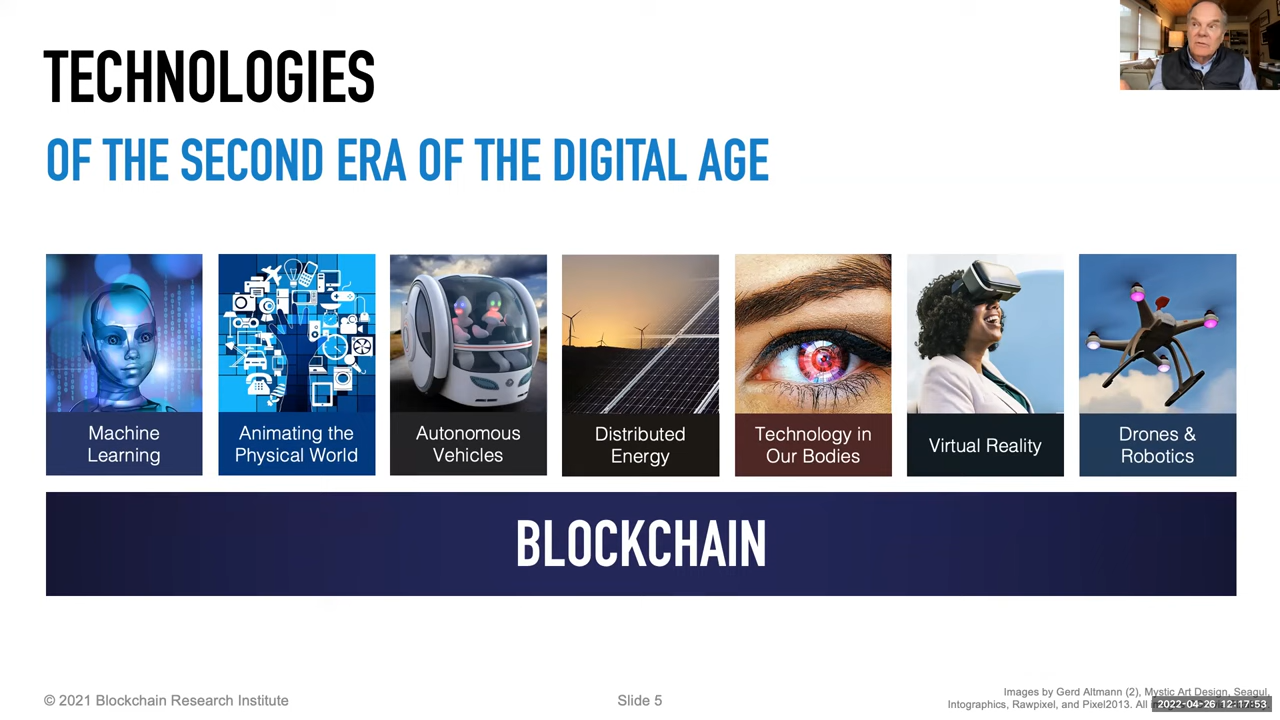 TECHNOLOGIES
OF THE SECOND ERA OF THE DIGITAL AGE
Machine
Learning
Animating the
Physical World
Autonomous
Vehicles
Distributed
Energy
Technology in
Our Bodies
Virtual Reality
Drones &
Robotics
BLOCKCHAIN
© 2021 Blockchain Research Institute
Slide 5
Images by Gerd Altmann (2), Mystic Art Design, Seagul,
Intographics, Rawpixel, and Pixel2013. All
2022-04-26 12:17:53